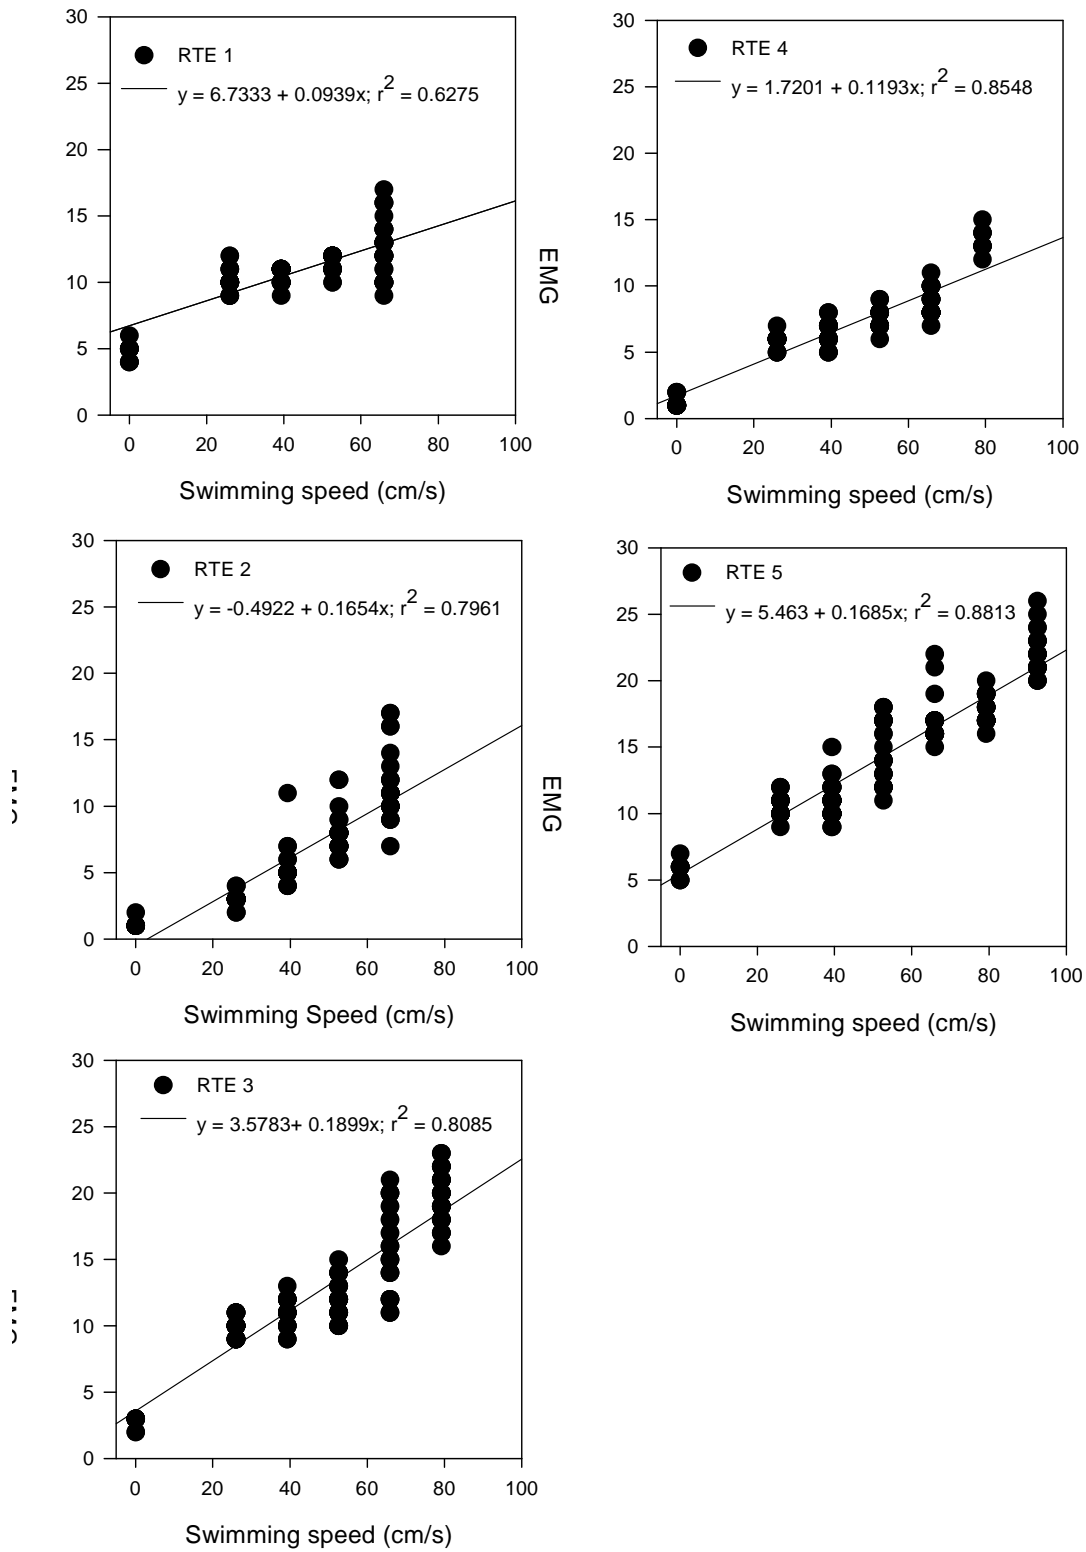 30
25
20
15
10
5
0
RTE 1
y = 6.7333 + 0.0939x; r2 = 0.6275
0 20 40 60 80 100
Swimming speed (cm/s)
EMG
30
25
20
15
10
5
0
RTE 4
y = 1.7201 + 0.1193x; r2 = 0.8548
0 20 40 60 80 100
Swimming speed (cm/s)
30
25
20
15
10
5
0
RTE 2
y = -0.4922 + 0.1654x; r2 = 0.7961
0 20 40 60 80 100
Swimming Speed (cm/s)
EMG
30
25
20
15
10
5
0
RTE 5
y = 5.463 + 0.1685x; r2 = 0.8813
0 20 40 60 80 100
Swimming speed (cm/s)
30
25
20
15
10
5
0
RTE 3
y = 3.5783+ 0.1899x; r2 = 0.8085
0 20 40 60 80 100
Swimming speed (cm/s)